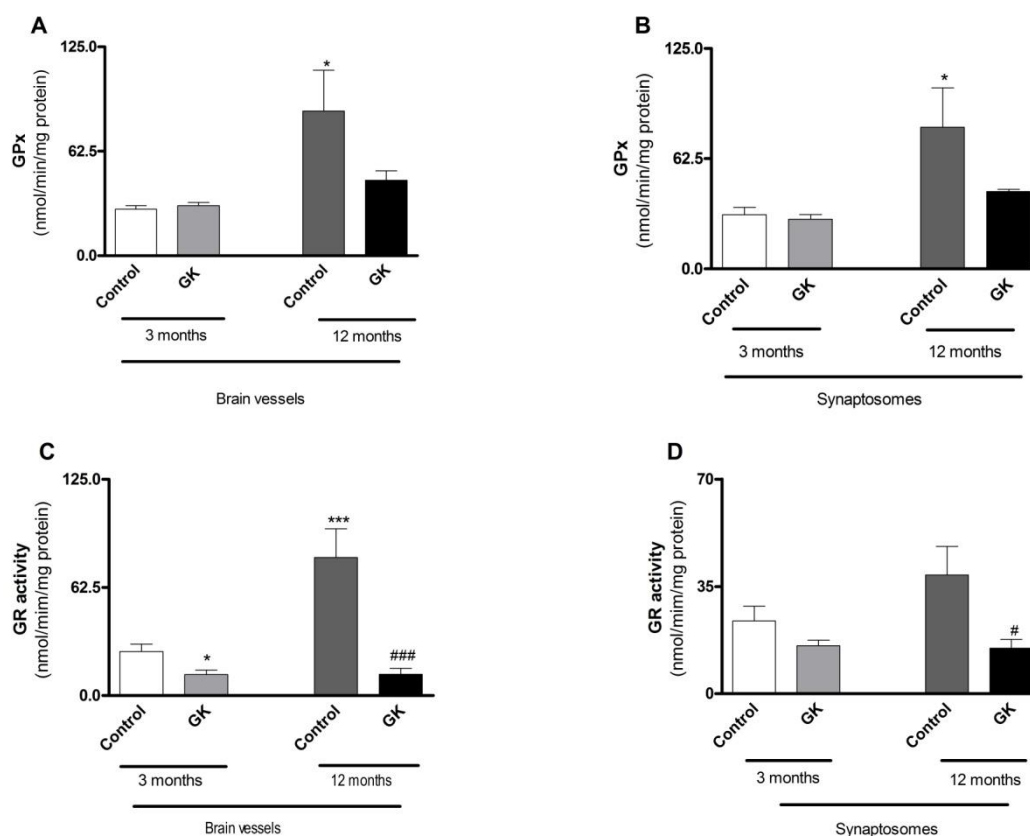 A
125.0
62.5
0.0
GPx
(nmol/min/mg protein)
*
Control
GK
Control
GK
3 months
12 months
Brain vessels
B
125.0
62.5
0.0
GPx
(nmol/min/mg protein)
*
Control
GK
Control
GK
3 months
12 months
Synaptosomes
C
125.0
62.5
0.0
GR activity
(nmol/mim/mg protein)
*
***
###
Control
GK
Control
GK
3 months
12 months
Brain vessels
D
70
35
0
GR activity
(nmol/mim/mg protein)
#
Control
GK
Control
GK
3 months
12 months
Synaptosomes